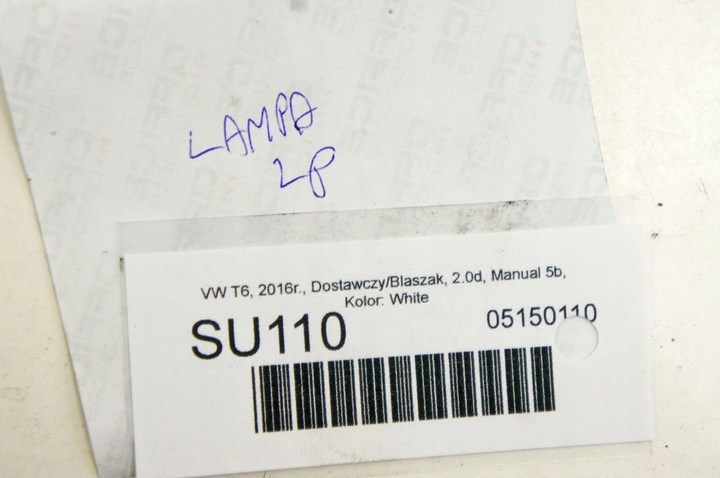 LAMPA
LP
VW T6, 2016r., Dostawczy/Blaszak, 2.0d, Manual 5b,
Kolor: White
SU110
05150110